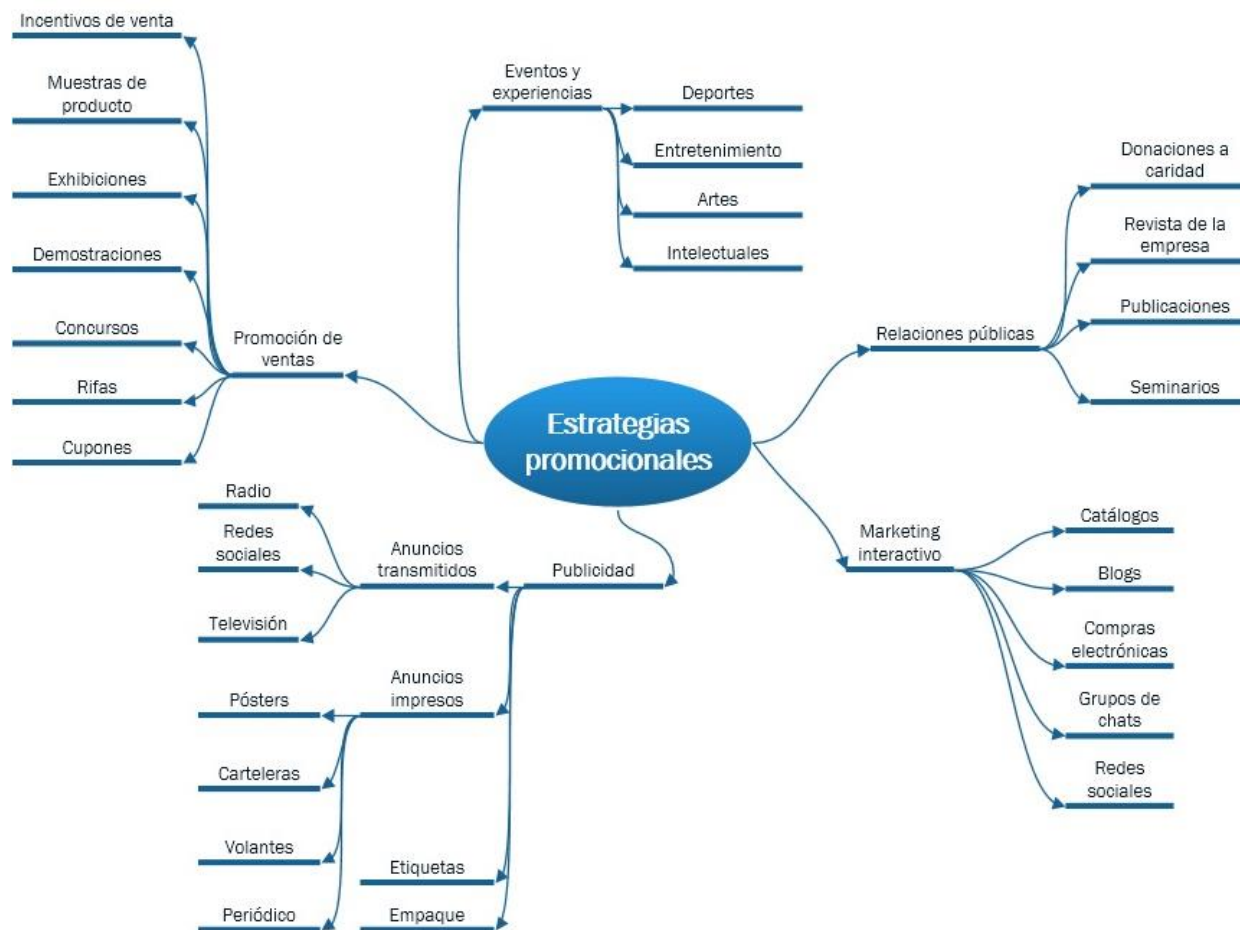 Incentivos de venta
Muestras de
producto
Exhibiciones
Demostraciones
Concursos
Rifas
Cupones
Promoción de
ventas
Eventos y
experiencias
Deportes
Entretenimiento
Artes
Intelectuales
Donaciones a
caridad
Revista de la
empresa
Publicaciones
Seminarios
Relaciones públicas
Estrategias
promocionales
Radio
Redes
sociales
Televisión
Anuncios
transmitidos
Publicidad
Anuncios
impresos
Pósters
Carteleras
Volantes
Periódico
Etiquetas
Empaque
Marketing
interactivo
Catálogos
Blogs
Compras
electrónicas
Grupos de
chats
Redes
sociales